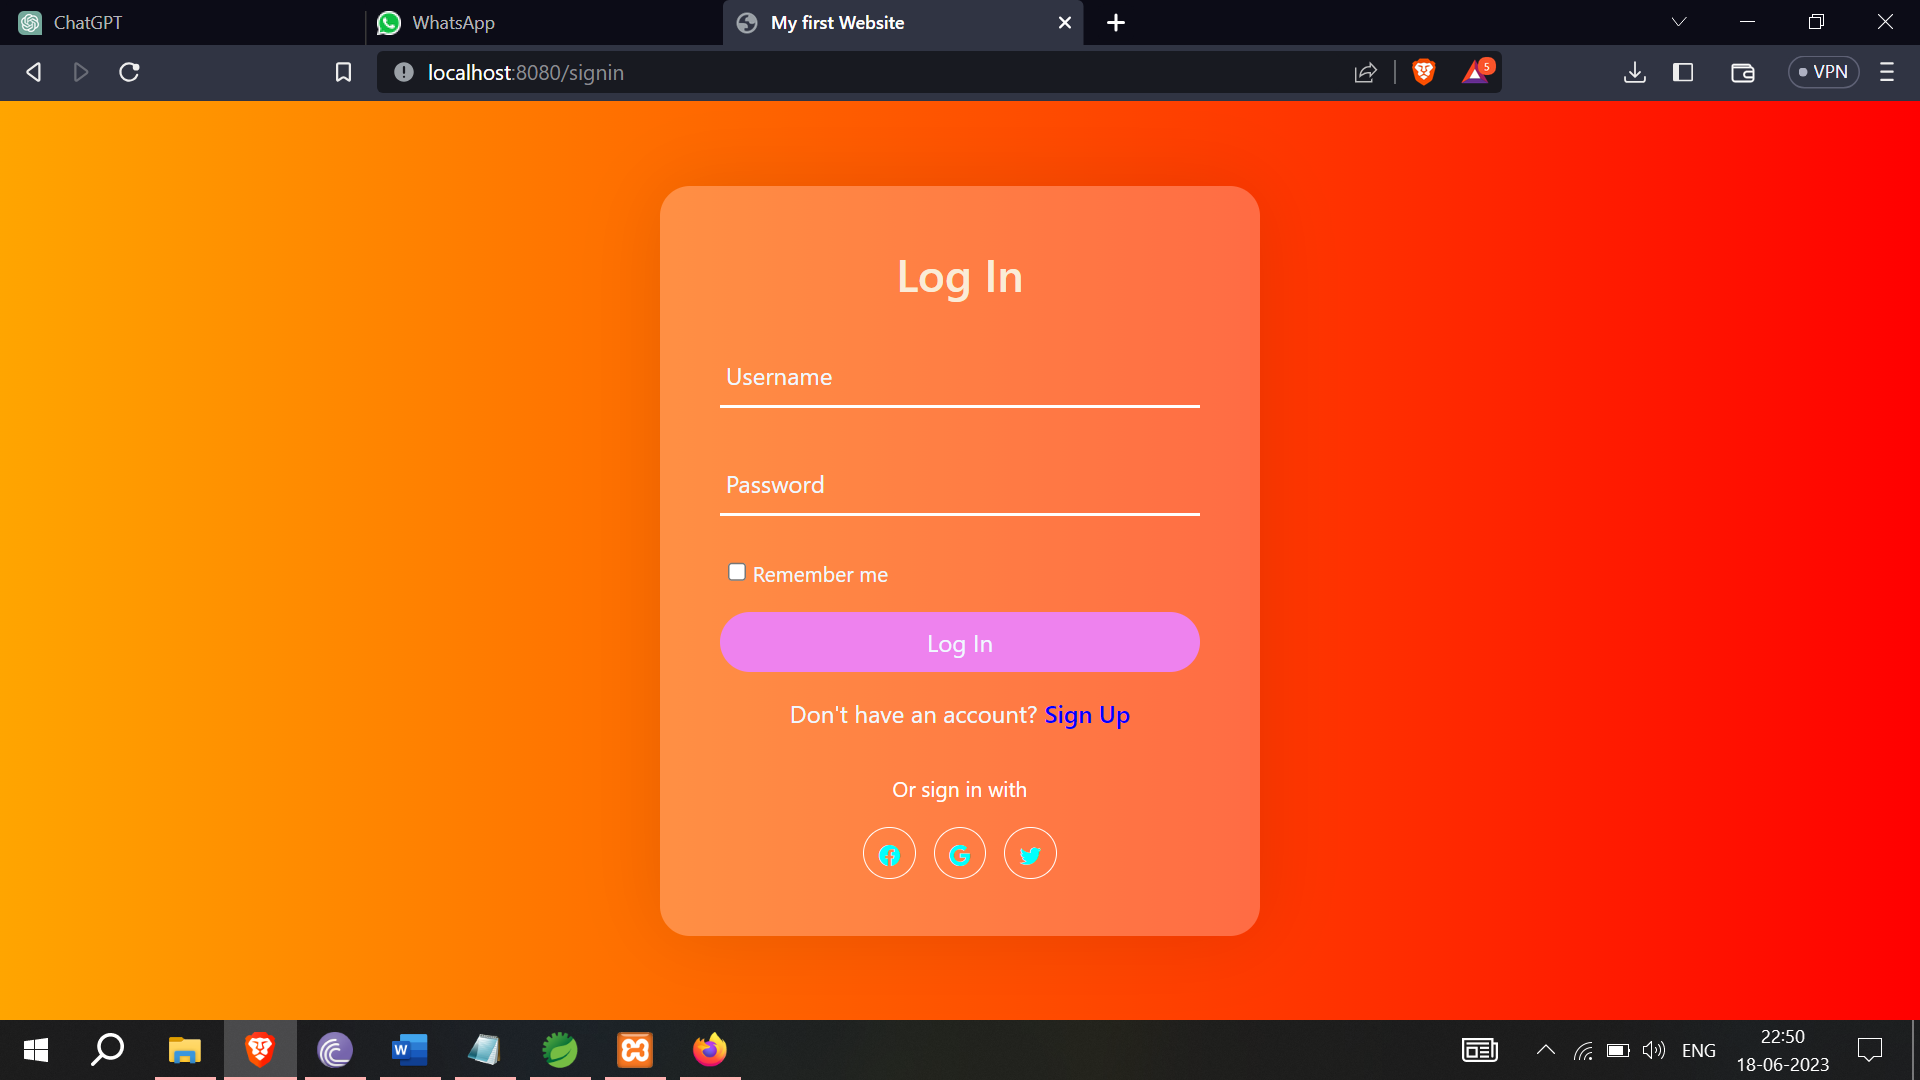 ChatGPT
WhatsApp
My first Website
localhost:8080/signin
5
VPN
Log In
Username
Password
Remember me
Log In
Don't have an account? Sign Up
Or sign in with
W
ENG
22:50
18-06-2023